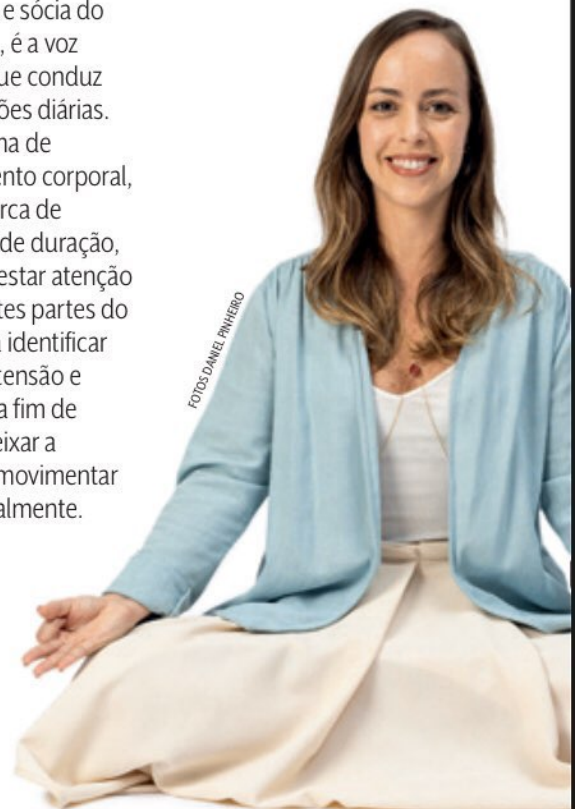 e sócia do
, é a voz
ue conduz
ões diárias.
na de
ento corporal,
rca de
de duração,
estar atenção
tes partes do
identificar
tensão e
a fim de
eixar a
movimentar
almente.
FOTOS DANIEL PINHEIRO